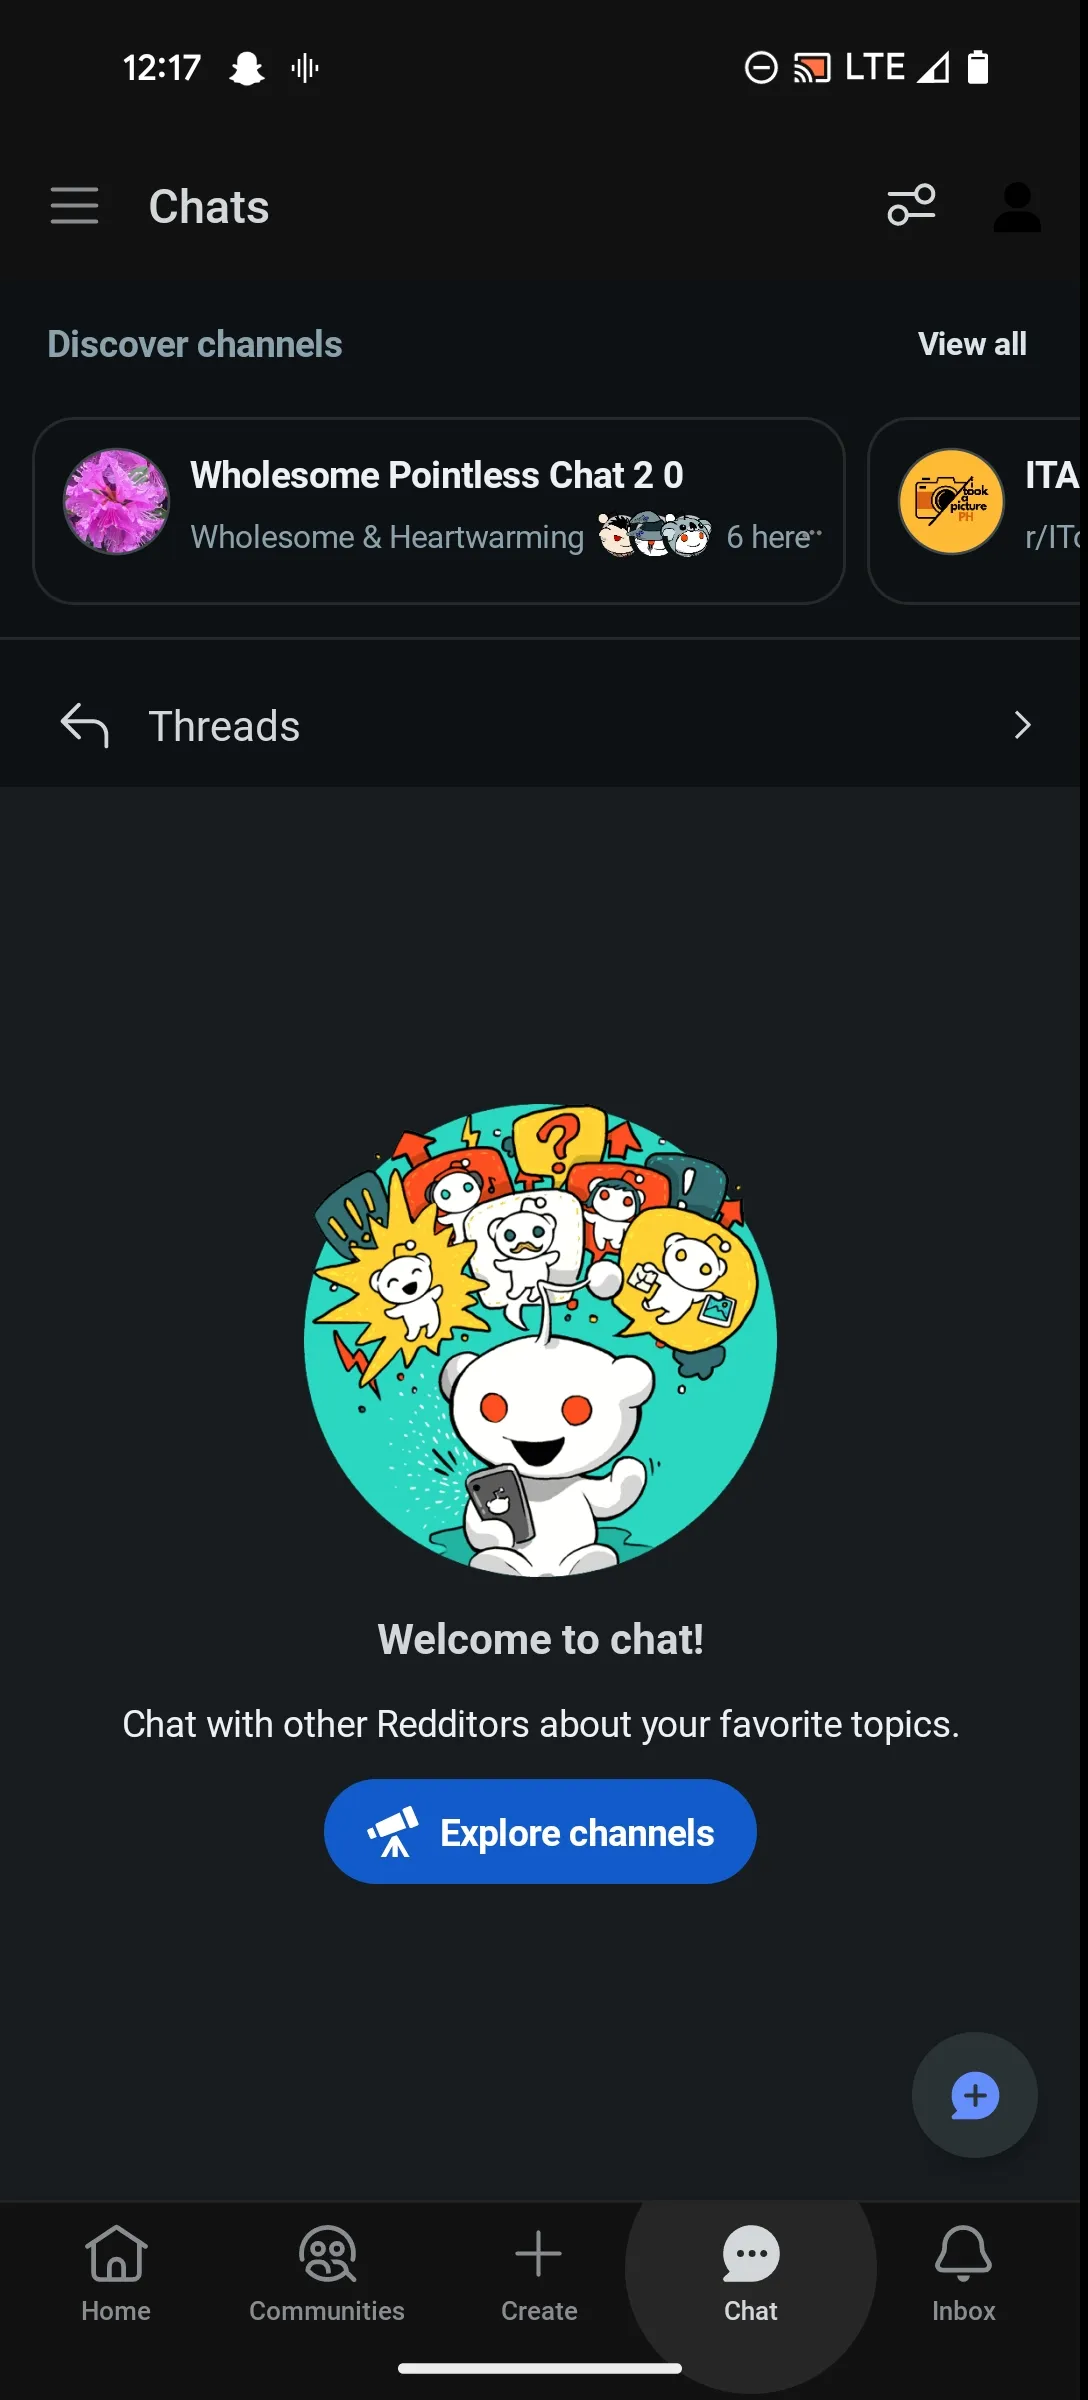 12:17
LTE
Chats
Discover channels
View all
Wholesome Pointless Chat 2 0
Wholesome & Heartwarming 6 here
i took a picture PH
ITA
r/ITo
Threads
Welcome to chat!
Chat with other Redditors about your favorite topics.
Explore channels
Home
Communities
Create
Chat
Inbox